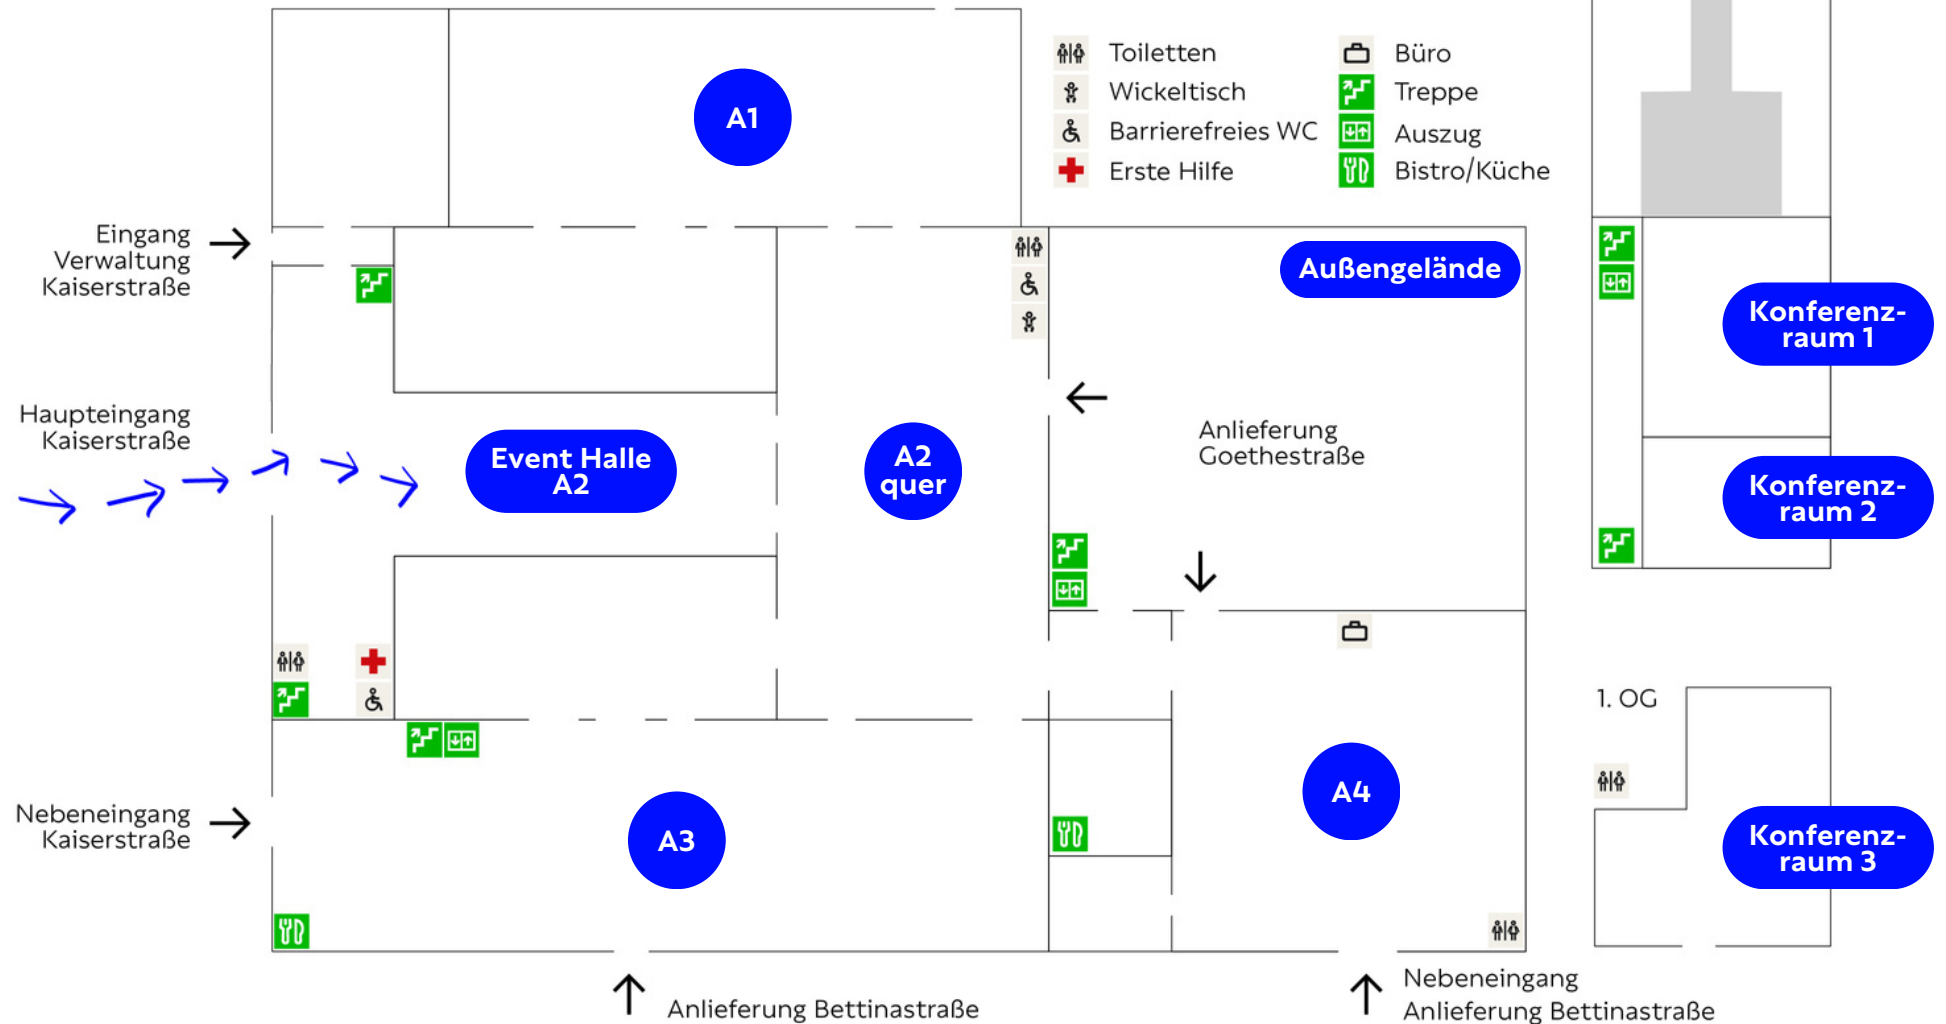 A1
Toiletten
Wickeltisch
Barrierefreies WC
Erste Hilfe
Büro
Treppe
Auszug
Bistro/Küche
Eingang
Verwaltung
Kaiserstraße
Außengelände
Konferenz-
raum 1
Haupteingang
Kaiserstraße
Event Halle
A2
A2
quer
Anlieferung
Goethestraße
Konferenz-
raum 2
1. OG
Nebeneingang
Kaiserstraße
A3
A4
Konferenz-
raum 3
Anlieferung Bettinastraße
Nebeneingang
Anlieferung Bettinastraße